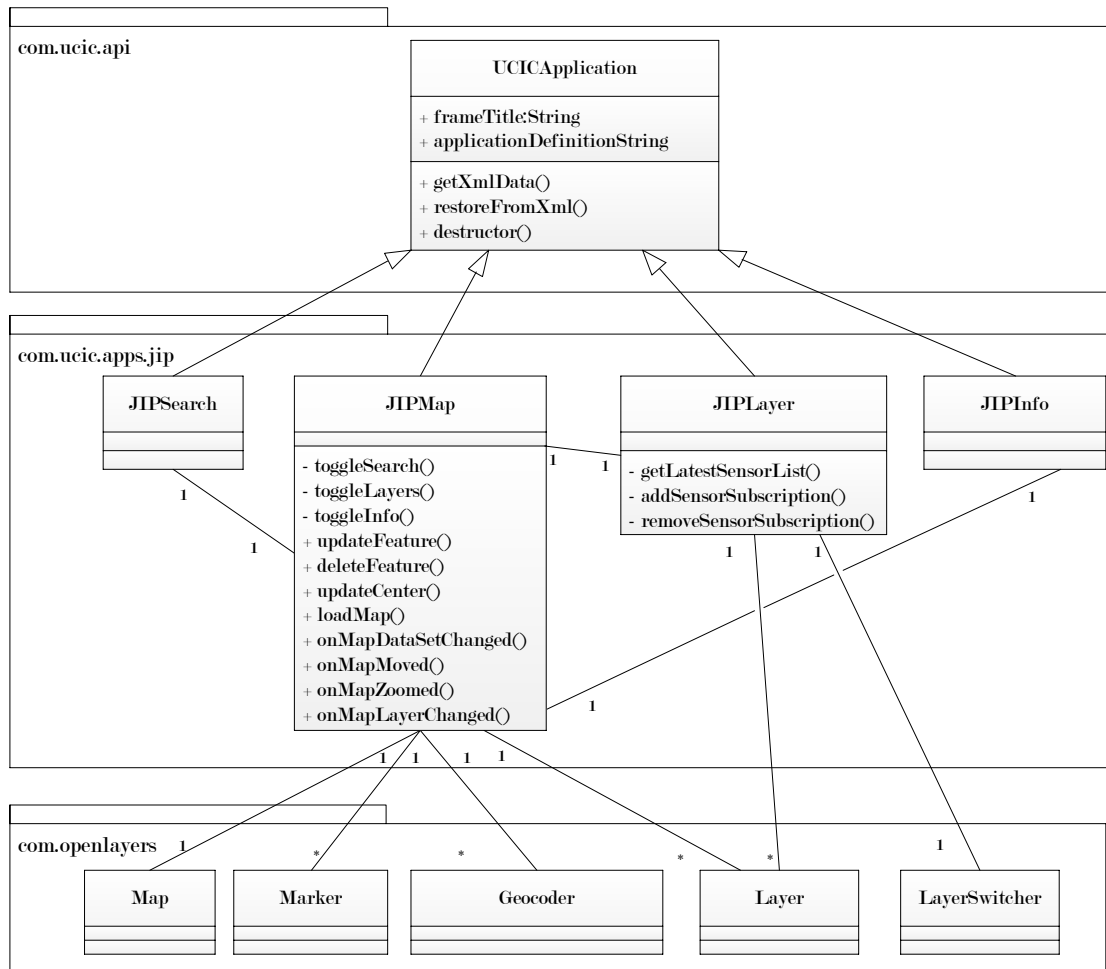 com.ucic.api
UCICApplication
+ frameTitle:String
+ applicationDefinitionString
+ getXmlData()
+ restoreFromXml()
+ destructor()
com.ucic.apps.jip
JIPSearch
JIPMap
JIPLayer
JIPInfo
- toggleSearch()
- toggleLayers()
- toggleInfo()
+ updateFeature()
+ deleteFeature()
+ updateCenter()
+ loadMap()
+ onMapDataSetChanged()
+ onMapMoved()
+ onMapZoomed()
+ onMapLayerChanged()
- getLatestSensorList()
- addSensorSubscription()
- removeSensorSubscription()
1 1
1 1
1 1
1 1
1 1 1 1
com.openlayers
1 * * * * 1
Map
Marker
Geocoder
Layer
LayerSwitcher